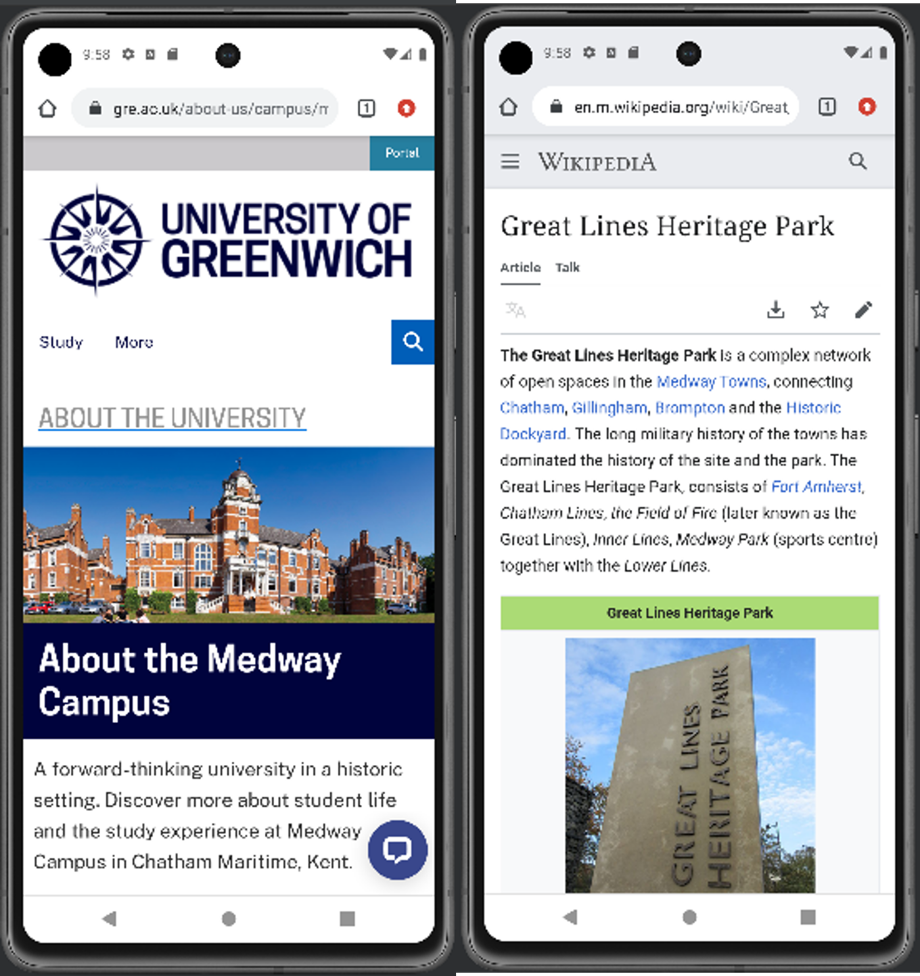 9:58
gre.ac.uk/about-us/campus/m
1
Portal
UNIVERSITY OF
GREENWICH
Study More
ABOUT THE UNIVERSITY
About the Medway
Campus
A forward-thinking university in a historic
setting. Discover more about student life
and the study experience at Medway
Campus in Chatham Maritime, Kent.
9:58
en.m.wikipedia.org/wiki/Great_
1
WIKIPEDIA
Great Lines Heritage Park
Article Talk
The Great Lines Heritage Park is a complex network
of open spaces in the Medway Towns, connecting
Chatham, Gillingham, Brompton and the Historic
Dockyard. The long military history of the towns has
dominated the history of the site and the park. The
Great Lines Heritage Park, consists of Fort Amherst,
Chatham Lines, the Field of Fire (later known as the
Great Lines), Inner Lines, Medway Park (sports centre)
together with the Lower Lines.
Great Lines Heritage Park
GREAT LINES
HERITAGE PARK